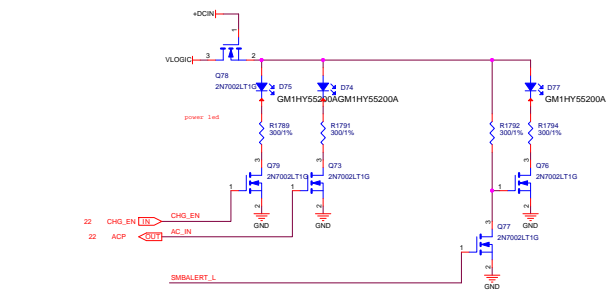 +DCIN
1
VLOGIC 3 2
Q78
2N7002LT1G
D75 D74 D77
GM1HY55200AGM1HY55200A GM1HY55200A
power led
R1789 R1791 R1792 R1794
300/1% 300/1% 300/1% 300/1%
3 3 3
Q79 Q73 Q76
2N7002LT1G 2N7002LT1G 2N7002LT1G
1 1 1
2 2 2
GND GND GND
22 CHG_EN IN CHG_EN
22 ACP OUT AC_IN
3
Q77
2N7002LT1G
1
2
SMBALERT_L
GND